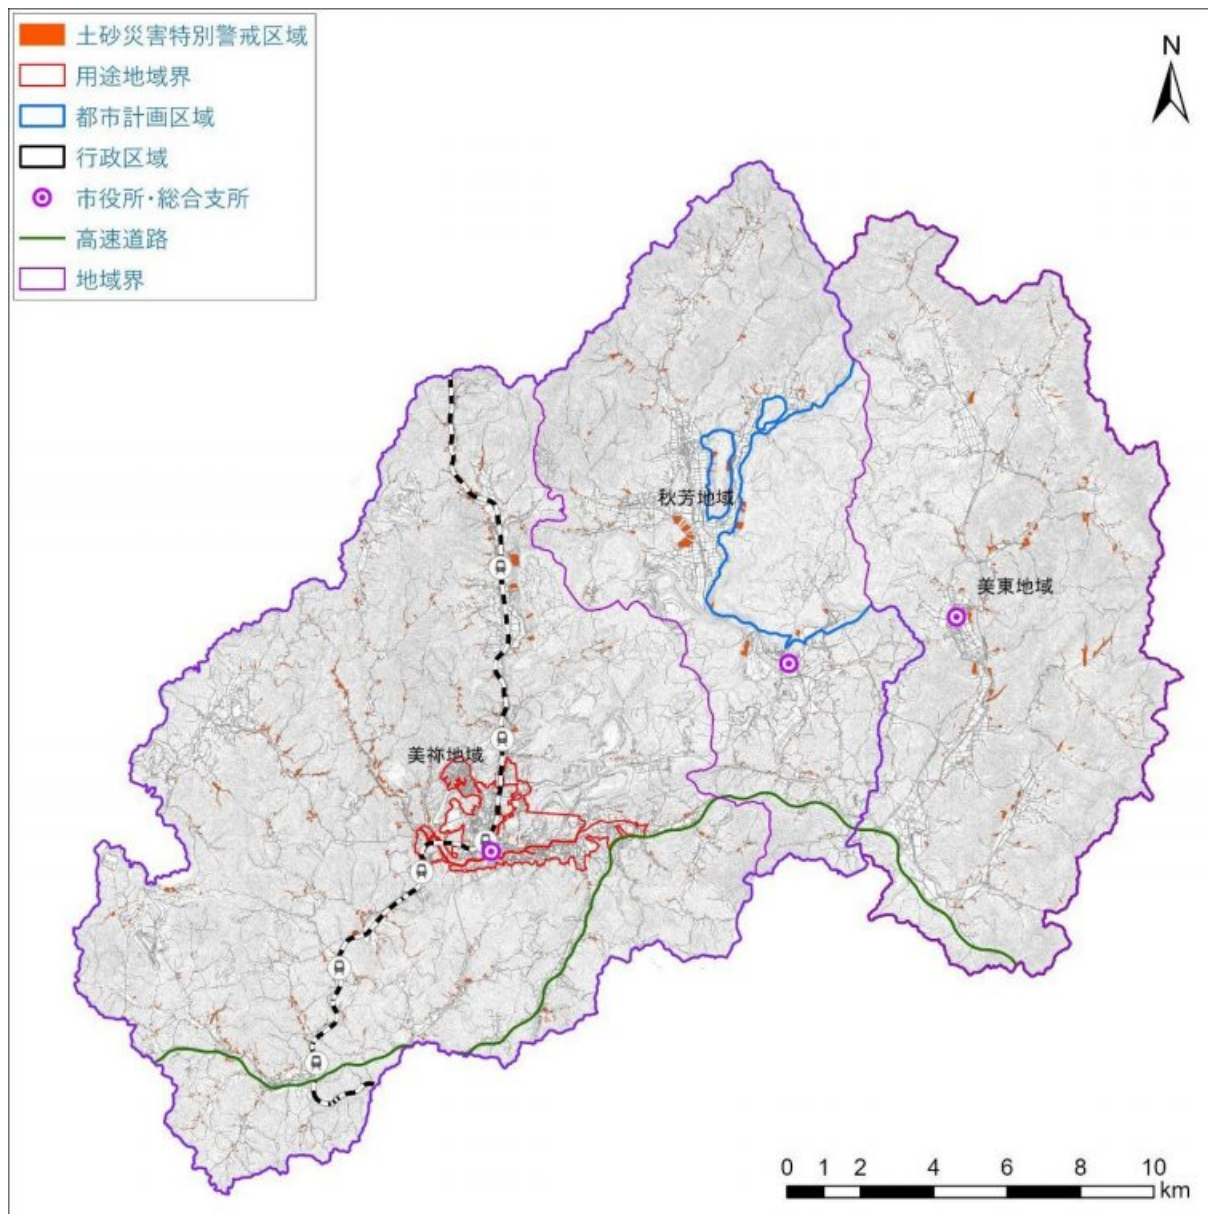 土砂災害特別警戒区域
用途地域界
都市計画区域
行政区域
市役所・総合支所
高速道路
地域界
N
秋芳地域
美東地域
美祢地域
0 1 2 4 6 8 10
km